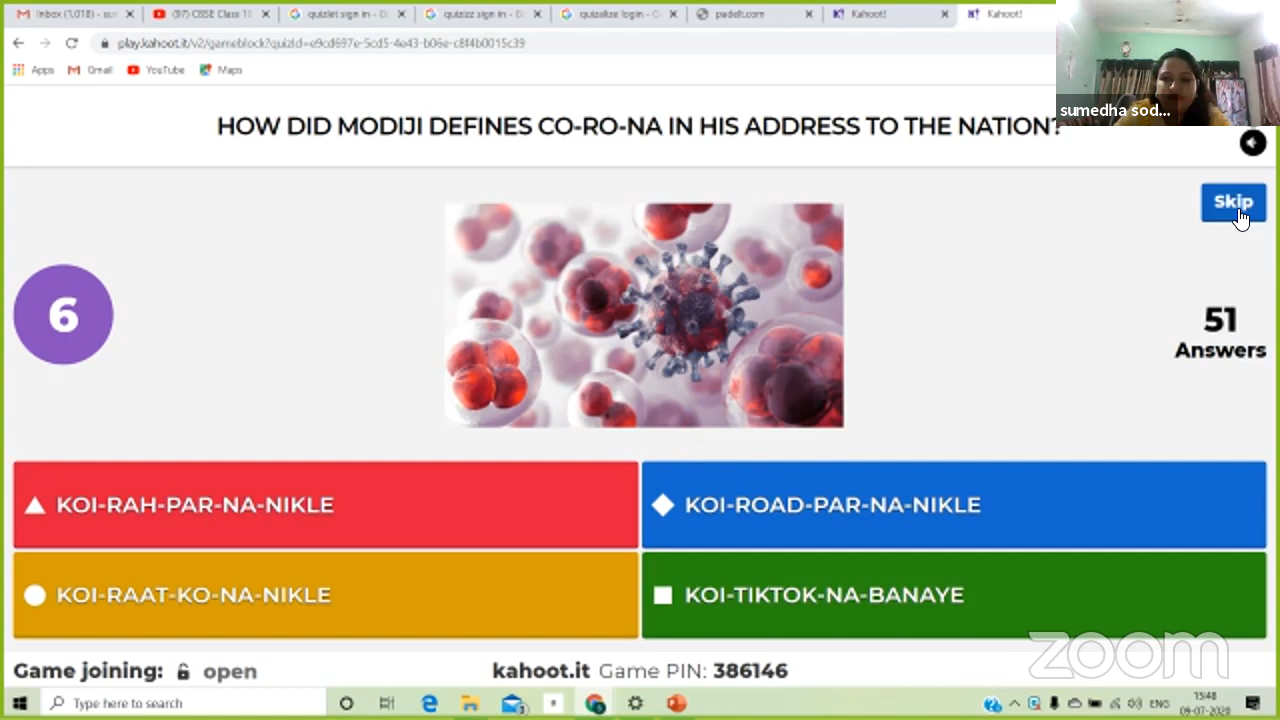 Inbox (1,018) - sur
(97) CBSE Class 1
quizlet sign in - G
quizizz sign in - G
quizalize login - G
padelt.com
Kahoot!
Kahoot!
play.kahoot.it/v2/gameblock?quizId=e9cd697e-5cd5-4e43-b06e-c8f4b0015c39
Apps Gmail YouTube Maps
sumedha sod...
HOW DID MODIJI DEFINES CO-RO-NA IN HIS ADDRESS TO THE NATION?
Skip
6
51
Answers
KOI-RAH-PAR-NA-NIKLE
KOI-ROAD-PAR-NA-NIKLE
KOI-RAAT-KO-NA-NIKLE
KOI-TIKTOK-NA-BANAYE
zoom
Game joining: open
kahoot.it Game PIN: 386146
Type here to search
ENG
15:48
09-07-2020